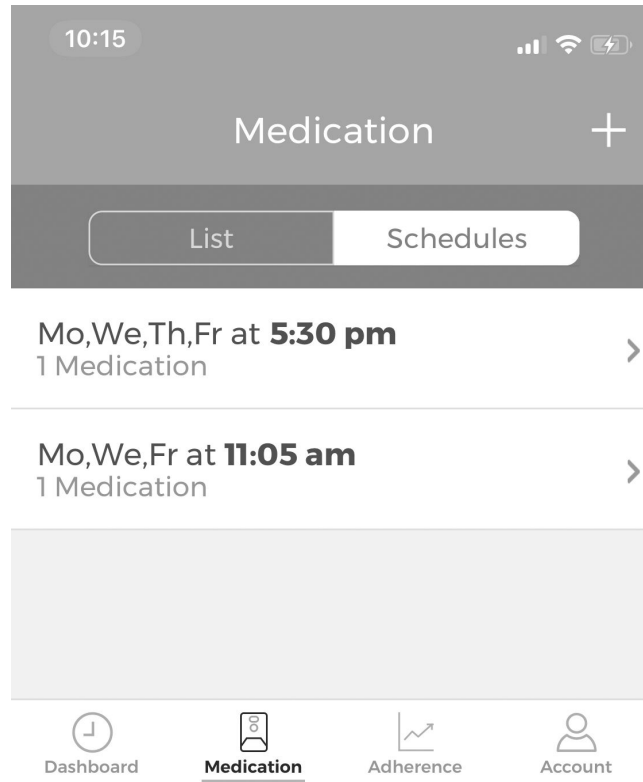 10:15
Medication
List Schedules
Mo,We,Th,Fr at 5:30 pm
1 Medication
Mo,We,Fr at 11:05 am
1 Medication
Dashboard Medication Adherence Account